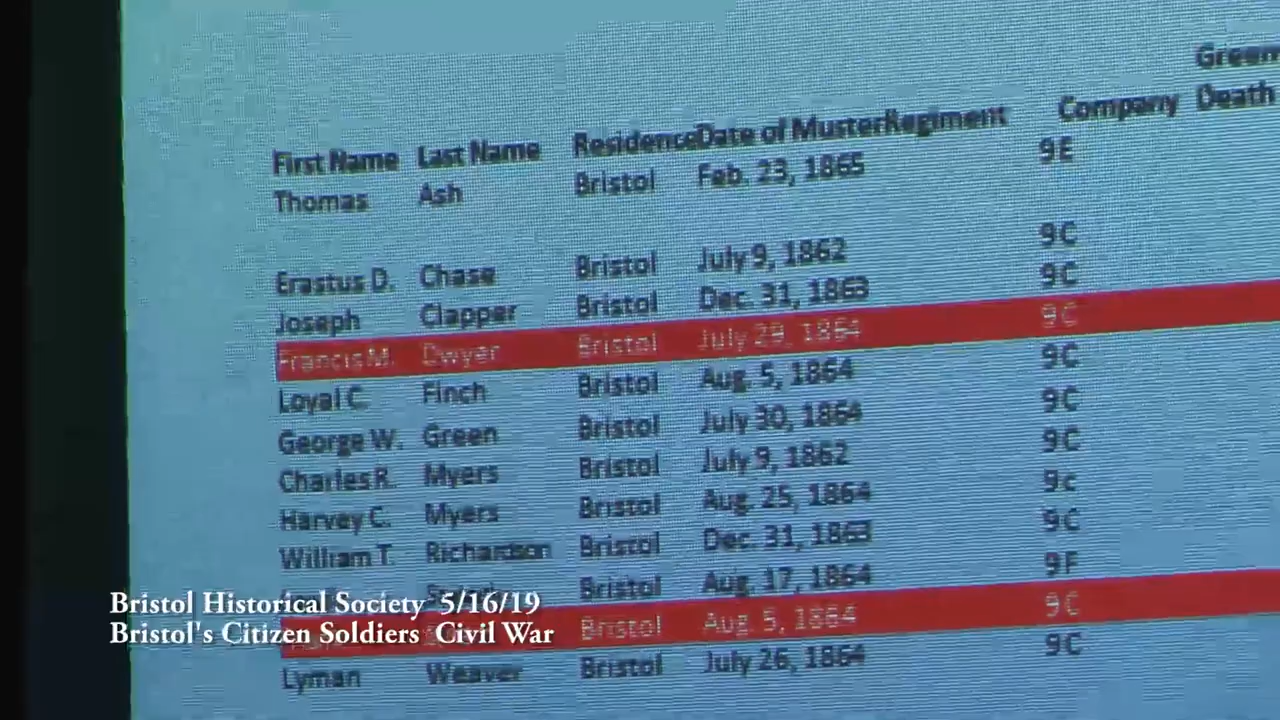 Green
First Name Last Name Residence Date of Muster Regiment Company Death
Thomas Ash Bristol Feb. 23, 1865 9E
Erastus D. Chase Bristol July 9, 1862 9C
Joseph Clapper Bristol Dec. 31, 1863 9C
Francis M. Dwyer Bristol July 29, 1864 9C
Loyal C. Finch Bristol Aug. 5, 1864 9C
George W. Green Bristol July 30, 1864 9C
Charles R. Myers Bristol July 9, 1862 9C
Harvey C. Myers Bristol Aug. 25, 1864 9c
William T. Richardson Bristol Dec. 31, 1863 9C
Bristol Aug. 17, 1864 9F
Bristol Aug. 5, 1864 9C
Lyman Weaver Bristol July 26, 1864 9C
Bristol Historical Society 5/16/19
Bristol's Citizen Soldiers Civil War